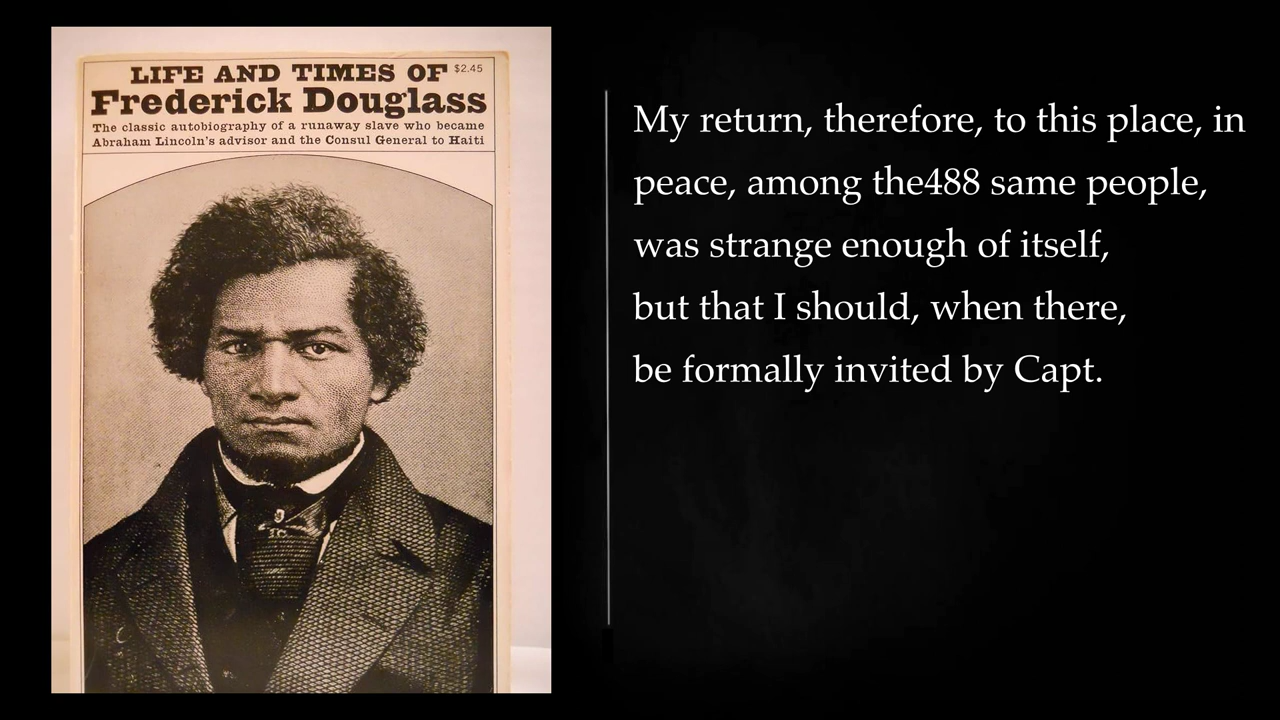 LIFE AND TIMES OF $2.45
Frederick Douglass
The classic autobiography of a runaway slave who became
Abraham Lincoln's advisor and the Consul General to Haiti
My return, therefore, to this place, in
peace, among the488 same people,
was strange enough of itself,
but that I should, when there,
be formally invited by Capt.